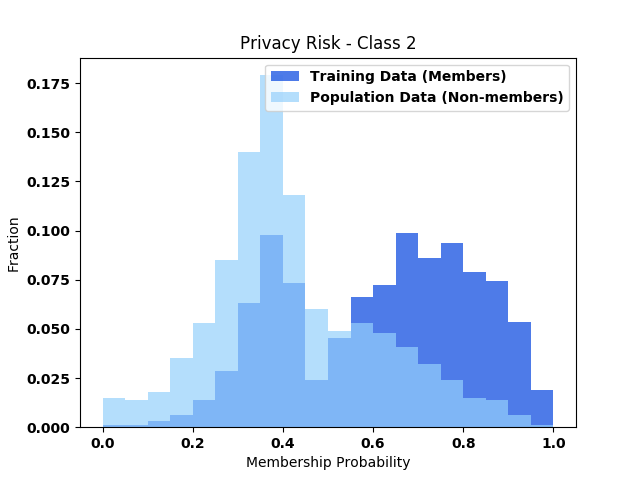 Privacy Risk - Class 2
Training Data (Members)
Population Data (Non-members)
Fraction
0.175
0.150
0.125
0.100
0.075
0.050
0.025
0.000
0.0 0.2 0.4 0.6 0.8 1.0
Membership Probability